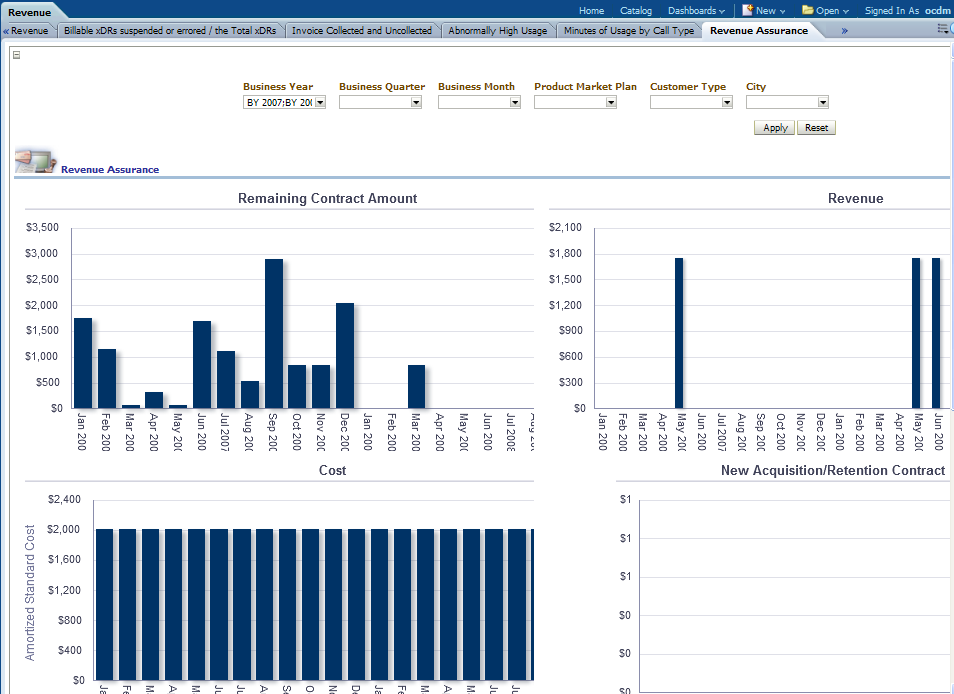 Revenue
Home Catalog Dashboards New Open Signed In As ocdm
« Revenue Billable xDRs suspended or errored / the Total xDRs Invoice Collected and Uncollected Abnormally High Usage Minutes of Usage by Call Type Revenue Assurance »
Business Year Business Quarter Business Month Product Market Plan Customer Type City
BY 2007;BY 200
Apply Reset
Revenue Assurance
Remaining Contract Amount
$3,500
$3,000
$2,500
$2,000
$1,500
$1,000
$500
$0
Jan 200 Feb 200 Mar 200 Apr 200 May 200 Jun 200 Jul 2007 Aug 200 Sep 200 Oct 200 Nov 200 Dec 200 Jan 200 Feb 200 Mar 200 Apr 200 May 200 Jun 200 Jul 2008
Revenue
$2,100
$1,800
$1,500
$1,200
$900
$600
$300
$0
Jan 200 Feb 200 Mar 200 Apr 200 May 200 Jun 200 Jul 2007 Aug 200 Sep 200 Oct 200 Nov 200 Dec 200 Jan 200 Feb 200 Mar 200 Apr 200 May 200 Jun 200
Cost
Amortized Standard Cost
$2,400
$2,000
$1,600
$1,200
$800
$400
$0
New Acquisition/Retention Contract
$1
$1
$1
$0
$0
$0